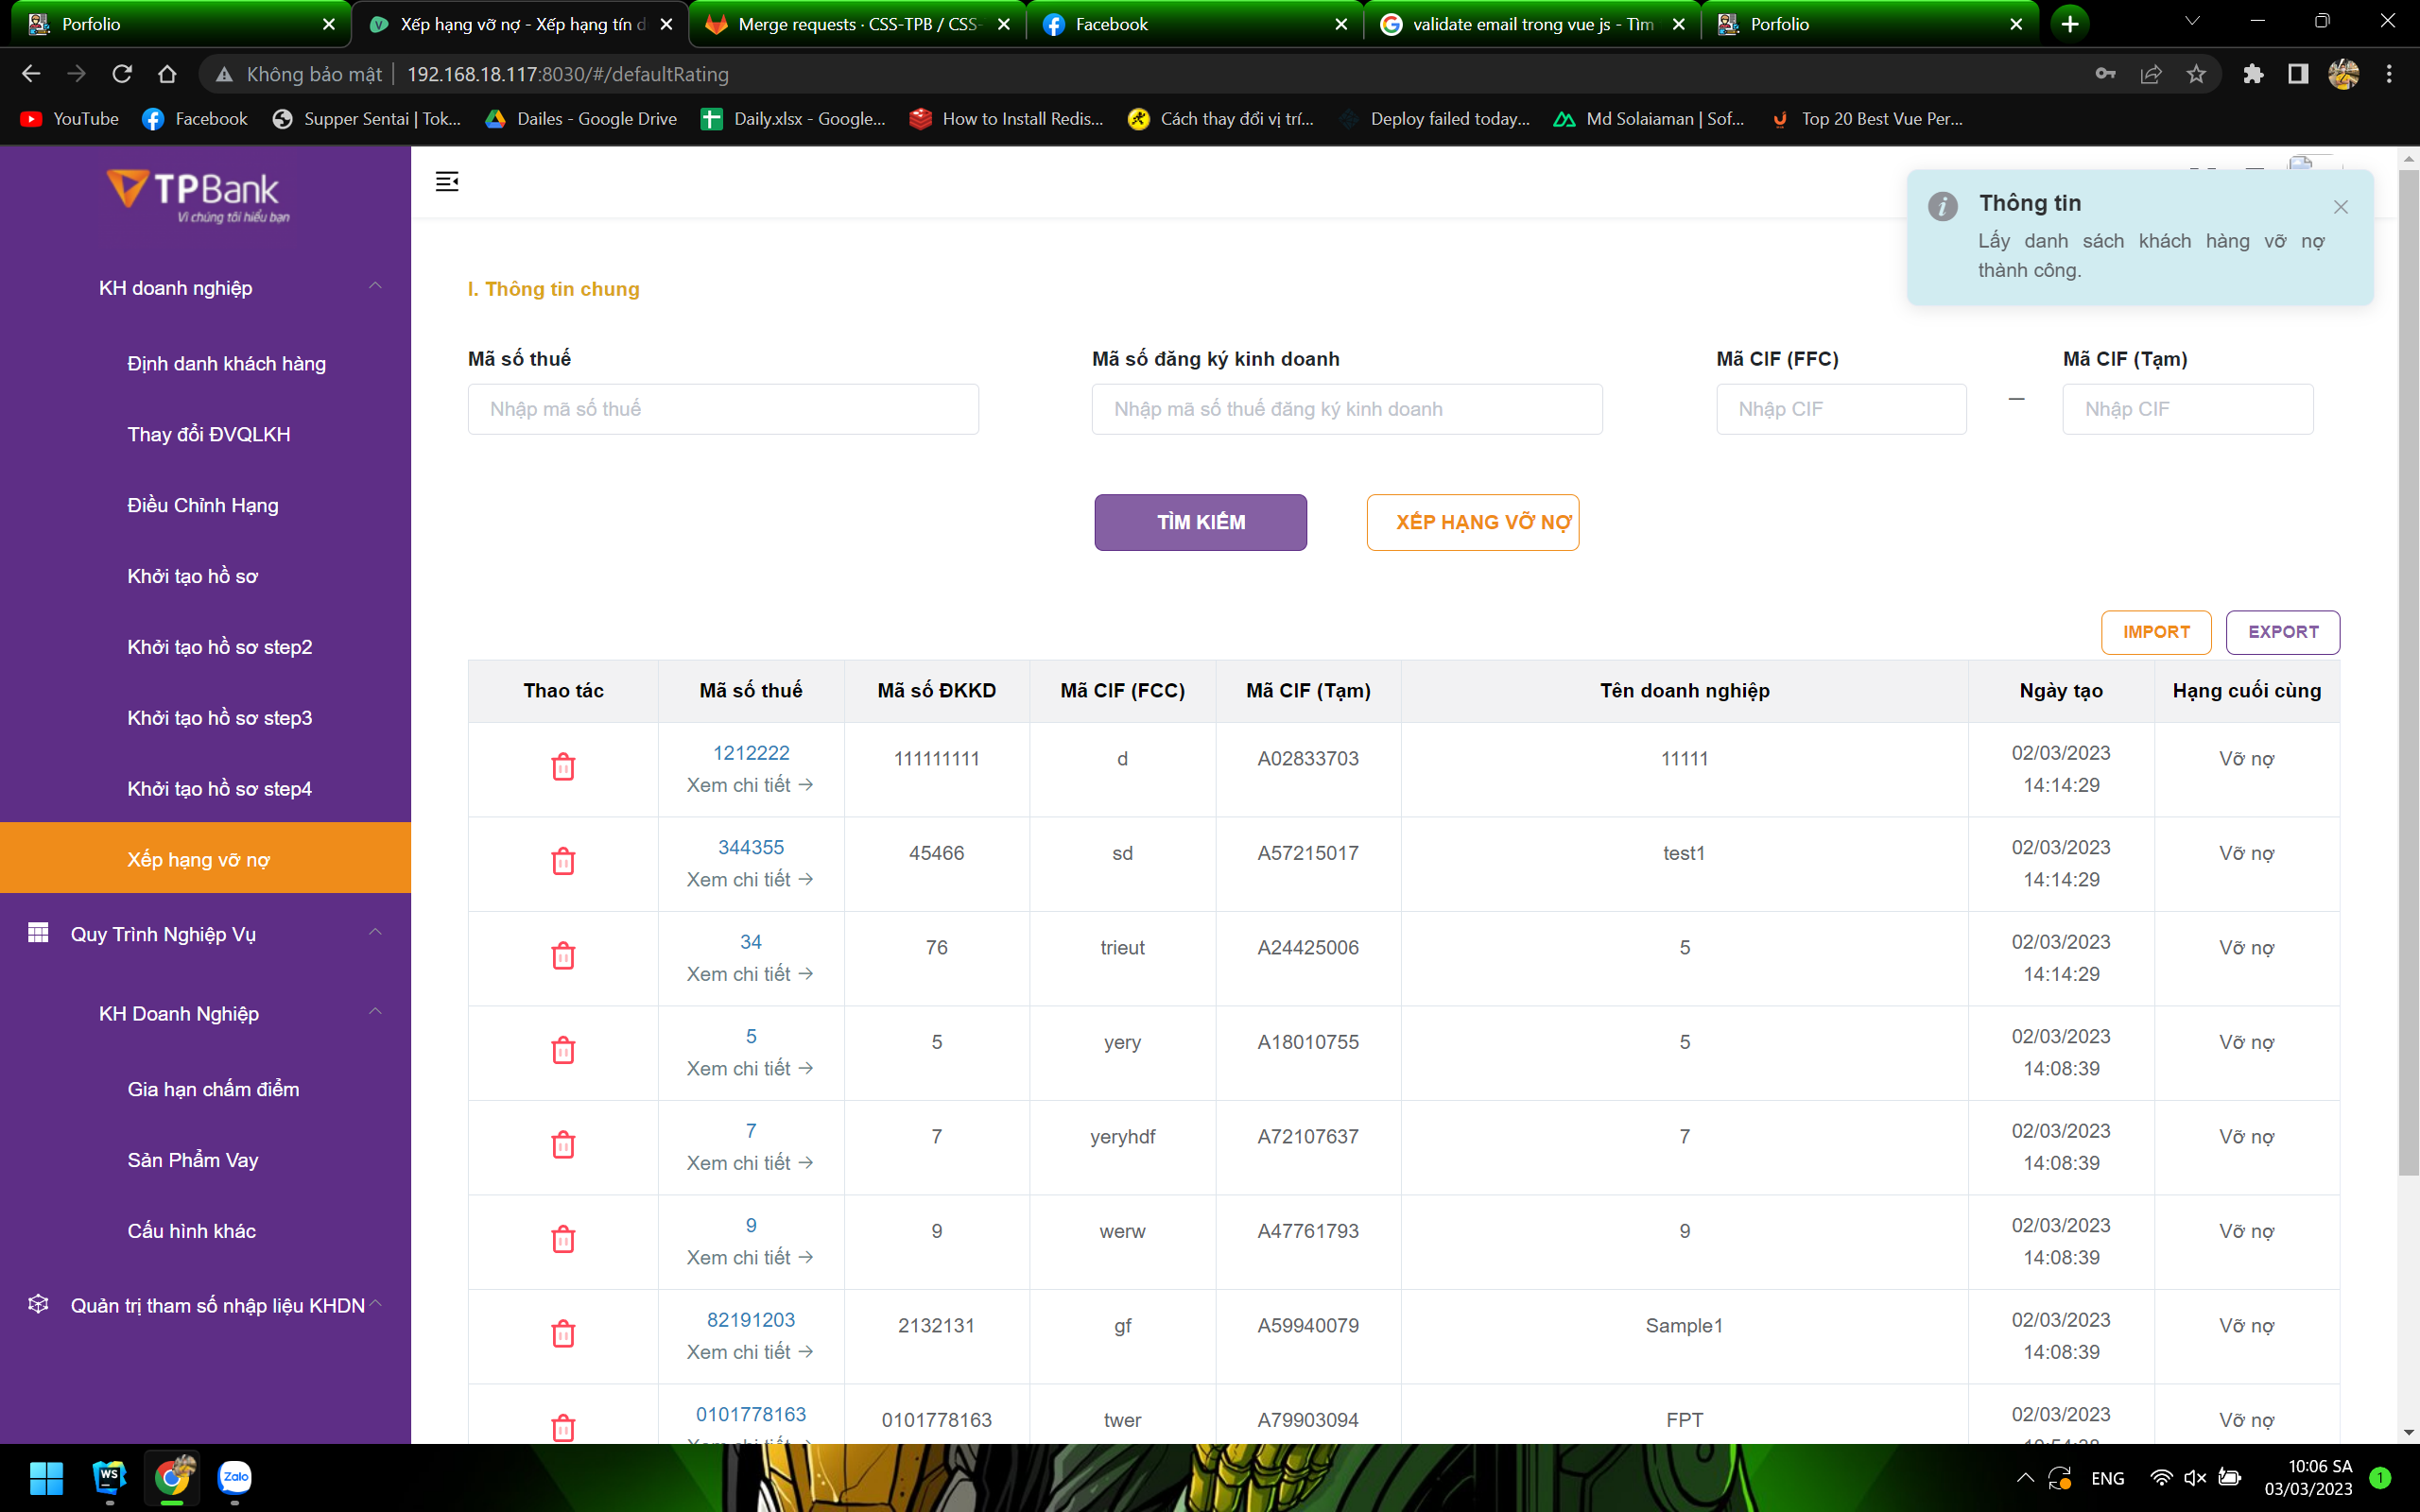 Porfolio
Xếp hạng vỡ nợ - Xếp hạng tín d
Merge requests · CSS-TPB / CSS-
Facebook
validate email trong vue js - Tìm
Porfolio
Không bảo mật
192.168.18.117:8030/#/defaultRating
YouTube
Facebook
Supper Sentai | Tok...
Dailes - Google Drive
Daily.xlsx - Google...
How to Install Redis...
Cách thay đổi vị trí...
Deploy failed today...
Md Solaiaman | Sof...
Top 20 Best Vue Per...
TPBank
Vì chúng tôi hiểu bạn
KH doanh nghiệp
Định danh khách hàng
Thay đổi ĐVQLKH
Điều Chỉnh Hạng
Khởi tạo hồ sơ
Khởi tạo hồ sơ step2
Khởi tạo hồ sơ step3
Khởi tạo hồ sơ step4
Xếp hạng vỡ nợ
Quy Trình Nghiệp Vụ
KH Doanh Nghiệp
Gia hạn chấm điểm
Sản Phẩm Vay
Cấu hình khác
Quản trị tham số nhập liệu KHDN
Thông tin
Lấy danh sách khách hàng vỡ nợ
thành công.
I. Thông tin chung
Mã số thuế
Mã số đăng ký kinh doanh
Mã CIF (FFC)
Mã CIF (Tạm)
Nhập mã số thuế
Nhập mã số thuế đăng ký kinh doanh
Nhập CIF
–
Nhập CIF
TÌM KIẾM
XẾP HẠNG VỠ NỢ
IMPORT
EXPORT
Thao tác
Mã số thuế
Mã số ĐKKD
Mã CIF (FCC)
Mã CIF (Tạm)
Tên doanh nghiệp
Ngày tạo
Hạng cuối cùng
1212222
Xem chi tiết →
111111111
d
A02833703
11111
02/03/2023
14:14:29
Vỡ nợ
344355
Xem chi tiết →
45466
sd
A57215017
test1
02/03/2023
14:14:29
Vỡ nợ
34
Xem chi tiết →
76
trieut
A24425006
5
02/03/2023
14:14:29
Vỡ nợ
5
Xem chi tiết →
5
yery
A18010755
5
02/03/2023
14:08:39
Vỡ nợ
7
Xem chi tiết →
7
yeryhdf
A72107637
7
02/03/2023
14:08:39
Vỡ nợ
9
Xem chi tiết →
9
werw
A47761793
9
02/03/2023
14:08:39
Vỡ nợ
82191203
Xem chi tiết →
2132131
gf
A59940079
Sample1
02/03/2023
14:08:39
Vỡ nợ
0101778163
0101778163
twer
A79903094
FPT
02/03/2023
Vỡ nợ
WS
Zalo
ENG
10:06 SA
03/03/2023
1